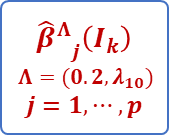 β̂^Λ_j(I_k)
Λ = (0.2, λ_10)
j = 1, ⋯, p